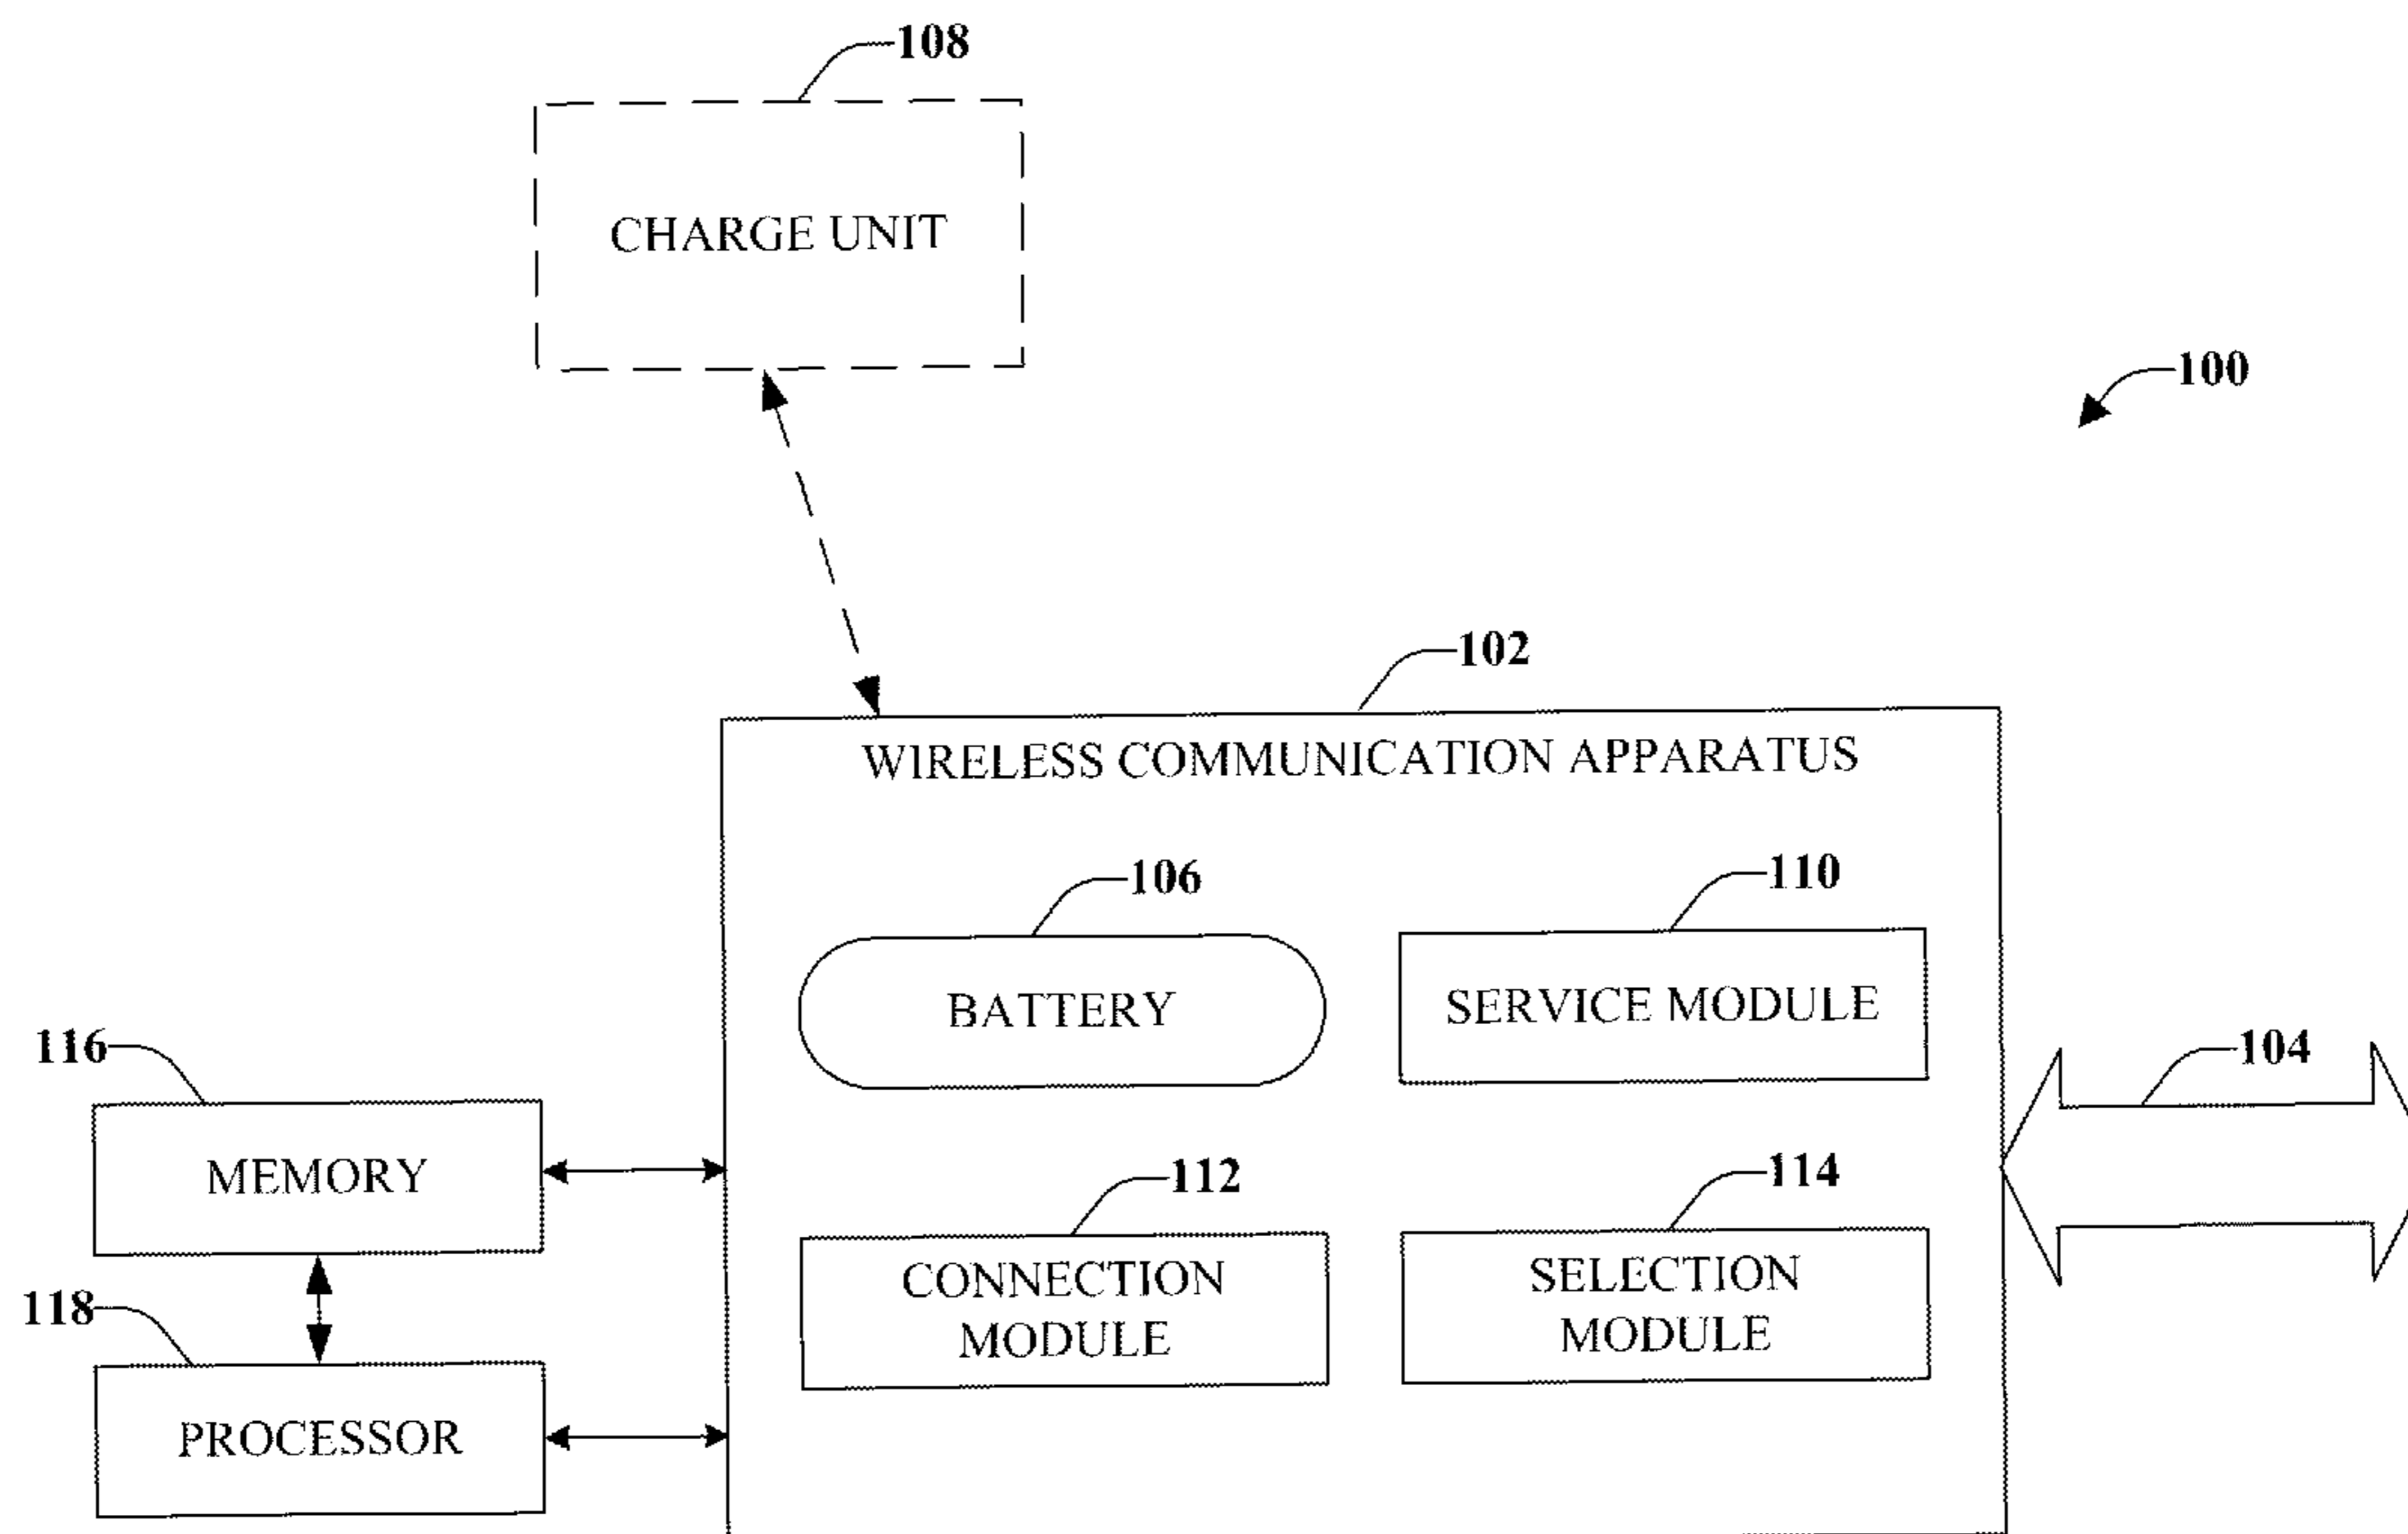 108
CHARGE UNIT
100
102
WIRELESS COMMUNICATION APPARATUS
106
110
BATTERY
SERVICE MODULE
116
104
MEMORY
112
114
CONNECTION
MODULE
SELECTION
MODULE
118
PROCESSOR